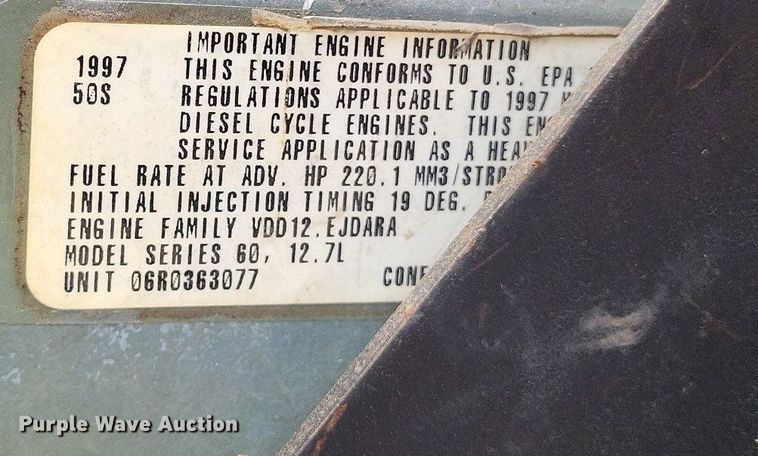 IMPORTANT ENGINE INFORMATION
1997 THIS ENGINE CONFORMS TO U.S. EPA
50S REGULATIONS APPLICABLE TO 1997
DIESEL CYCLE ENGINES. THIS
SERVICE APPLICATION AS A
FUEL RATE AT ADV. HP 220.1
INITIAL INJECTION TIMING 19 DEG.
ENGINE FAMILY VDD12.EJDARA
MODEL SERIES 60, 12.7L
UNIT 06R0363077
Purple Wave Auction